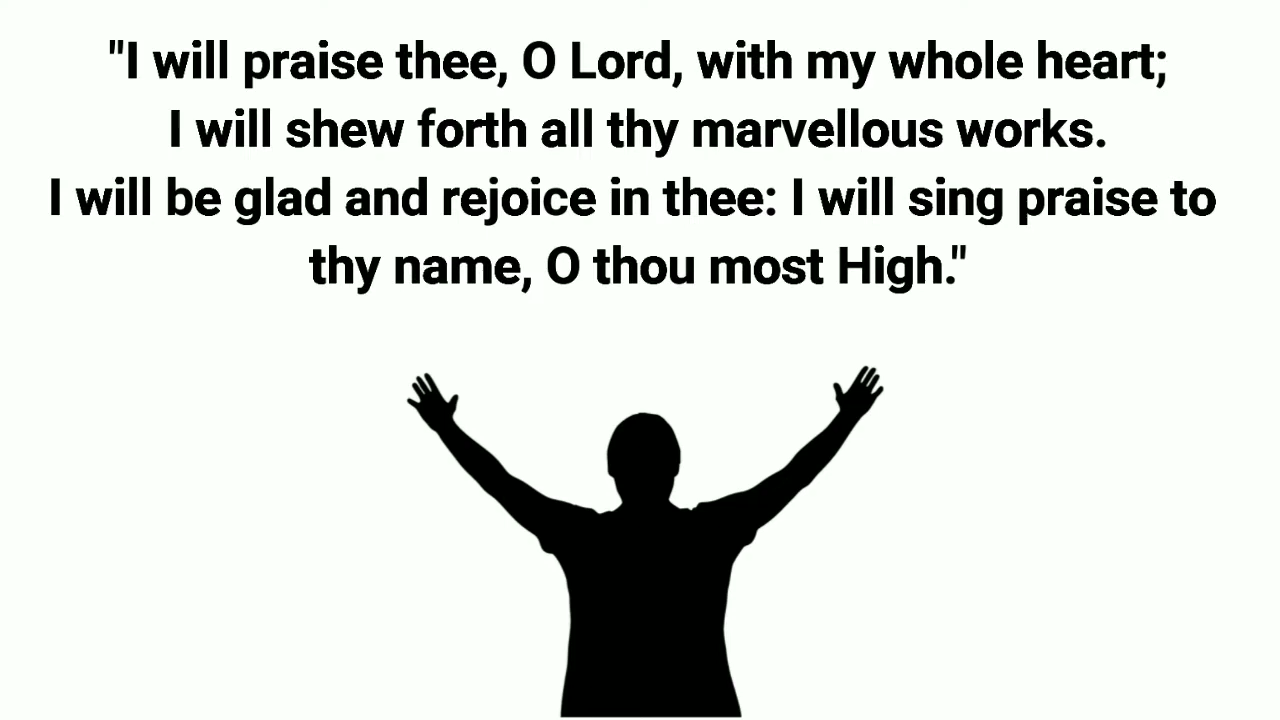 "I will praise thee, O Lord, with my whole heart;
I will shew forth all thy marvellous works.
I will be glad and rejoice in thee: I will sing praise to
thy name, O thou most High."